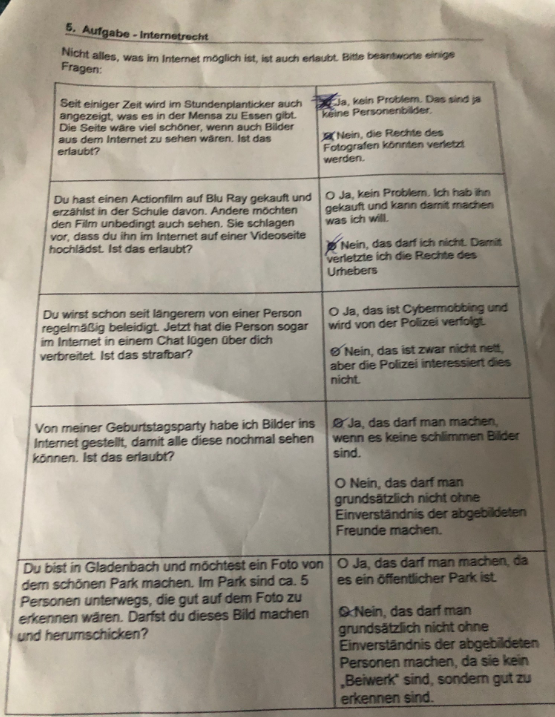 5. Aufgabe - Internetrecht
Nicht alles, was im Internet möglich ist, ist auch erlaubt. Bitte beantworte einige
Fragen:
Seit einiger Zeit wird im Stundenplanticker auch
angezeigt, was es in der Mensa zu Essen gibt.
Die Seite wäre viel schöner, wenn auch Bilder
aus dem Internet zu sehen wären. Ist das
erlaubt?
Ja, kein Problem. Das sind ja
keine Personenbilder.
Nein, die Rechte des
Fotografen könnten verletzt
werden.
Du hast einen Actionfilm auf Blu Ray gekauft und
erzählst in der Schule davon. Andere möchten
den Film unbedingt auch sehen. Sie schlagen
vor, dass du ihn im Internet auf einer Videoseite
hochlädst. Ist das erlaubt?
O Ja, kein Problem. Ich hab ihn
gekauft und kann damit machen
was ich will.
O Nein, das darf ich nicht. Damit
verletzte ich die Rechte des
Urhebers
Du wirst schon seit längerem von einer Person
regelmäßig beleidigt. Jetzt hat die Person sogar
im Internet in einem Chat lügen über dich
verbreitet. Ist das strafbar?
O Ja, das ist Cybermobbing und
wird von der Polizei verfolgt.
O Nein, das ist zwar nicht nett,
aber die Polizei interessiert dies
nicht.
Von meiner Geburtstagsparty habe ich Bilder ins
Internet gestellt, damit alle diese nochmal sehen
können. Ist das erlaubt?
O Ja, das darf man machen,
wenn es keine schlimmen Bilder
sind.
O Nein, das darf man
grundsätzlich nicht ohne
Einverständnis der abgebildeten
Freunde machen.
Du bist in Gladenbach und möchtest ein Foto von
dem schönen Park machen. Im Park sind ca. 5
Personen unterwegs, die gut auf dem Foto zu
erkennen wären. Darfst du dieses Bild machen
und herumschicken?
O Ja, das darf man machen, da
es ein öffentlicher Park ist.
O Nein, das darf man
grundsätzlich nicht ohne
Einverständnis der abgebildeten
Personen machen, da sie kein
„Beiwerk" sind, sondern gut zu
erkennen sind.